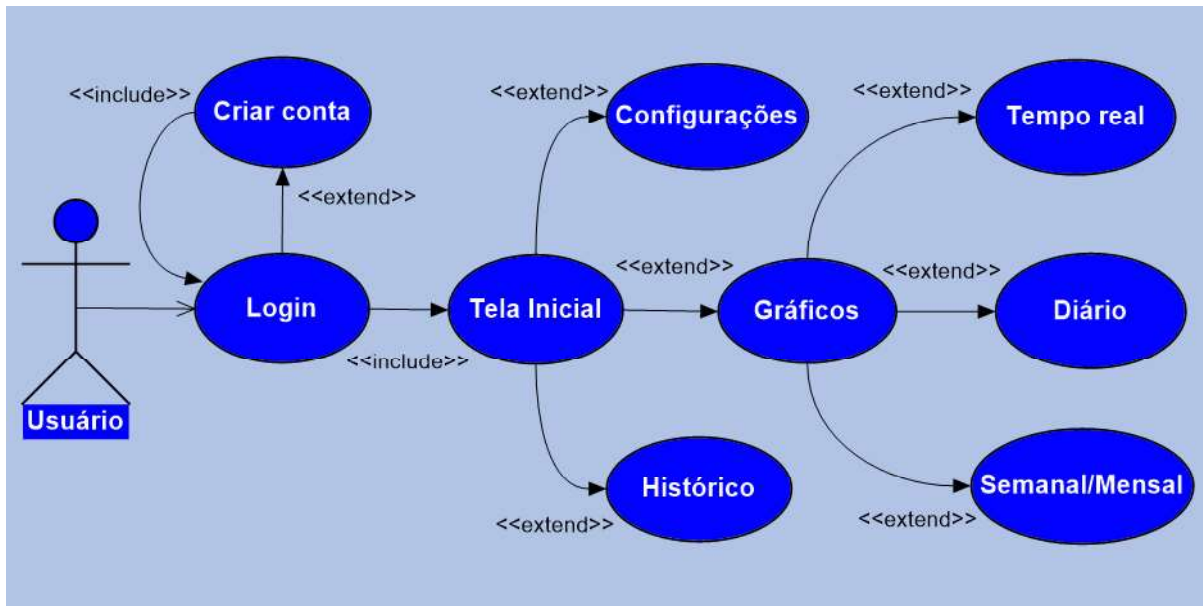 <<include>>
Criar conta
<<extend>>
Usuário
Login
<<include>>
Tela Inicial
<<extend>>
Configurações
<<extend>>
Gráficos
<<extend>>
Histórico
<<extend>>
Tempo real
<<extend>>
Diário
<<extend>>
Semanal/Mensal
<<extend>>